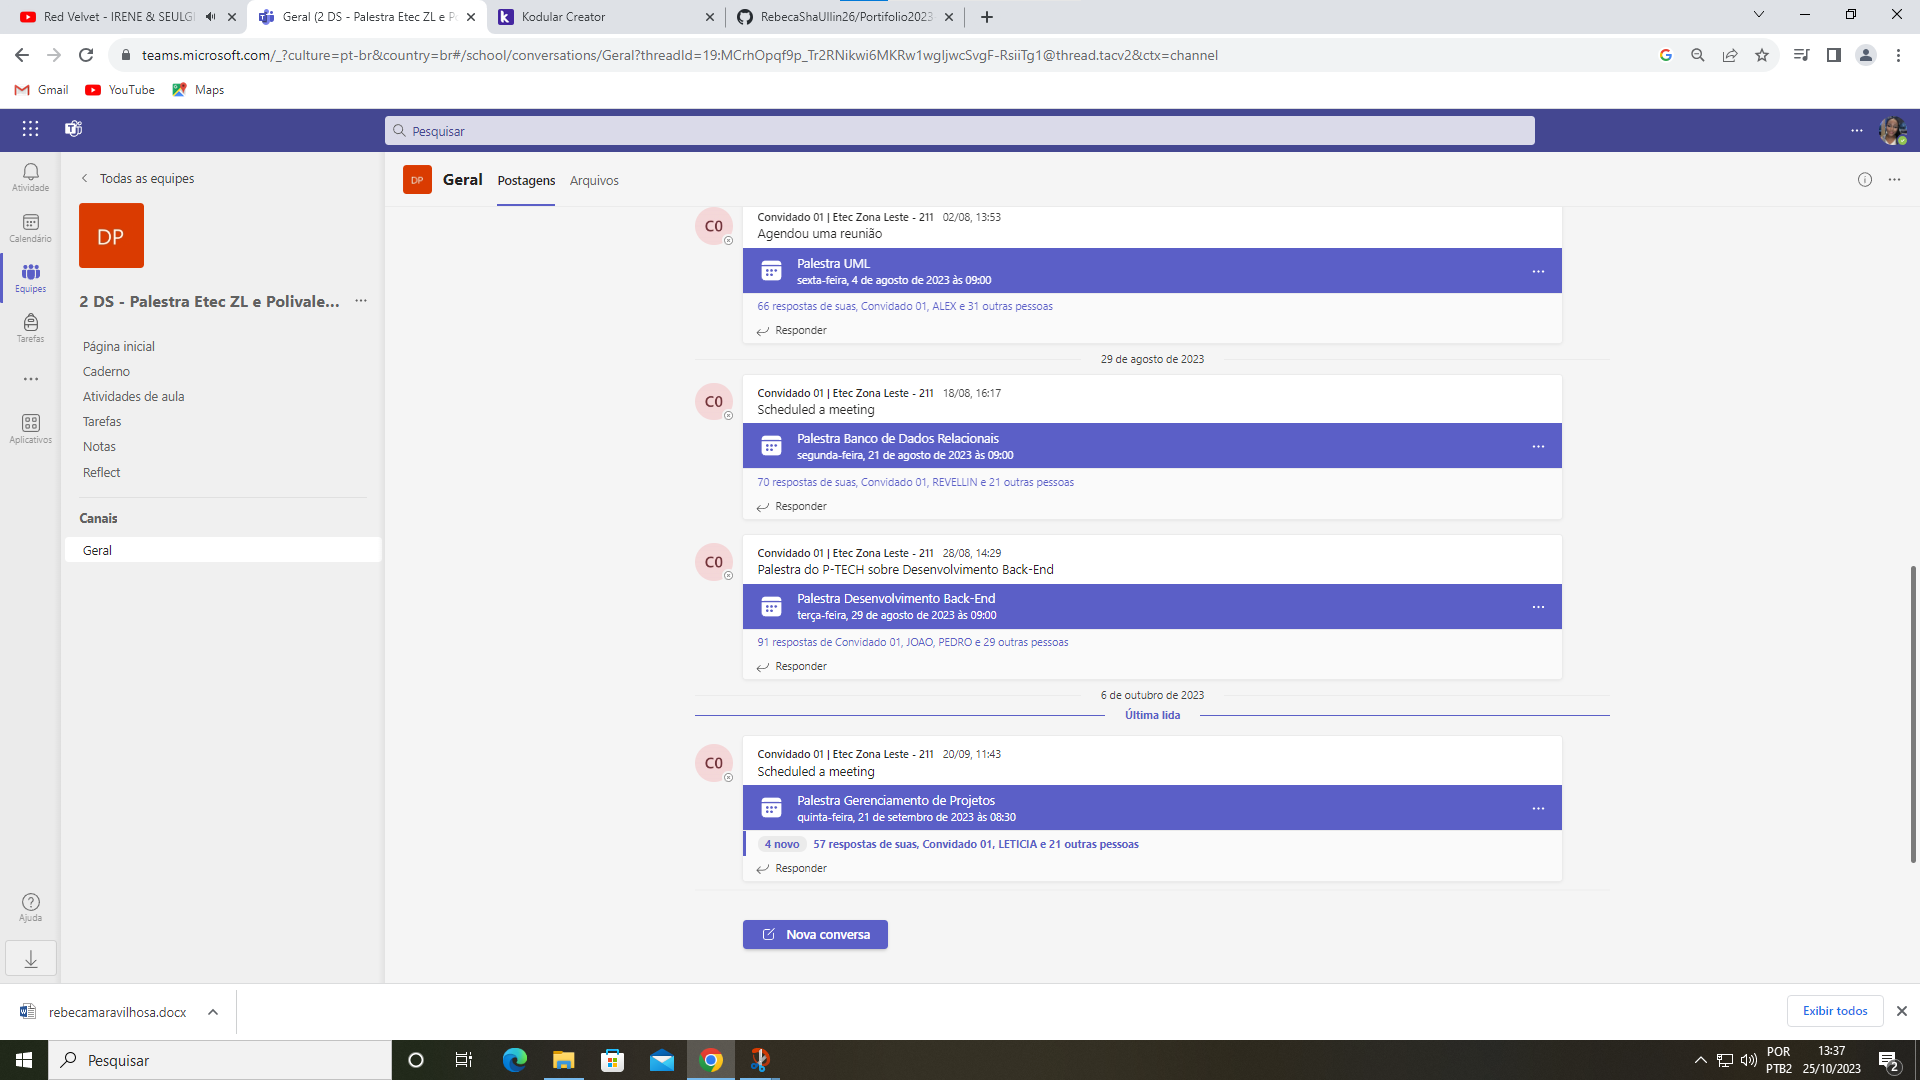 Red Velvet - IRENE & SEULGI
Geral (2 DS - Palestra Etec ZL e Po
Kodular Creator
RebecaShaUllin26/Portifolio2023
teams.microsoft.com/_?culture=pt-br&country=br#/school/conversations/Geral?threadId=19:MCrhOpqf9p_Tr2RNikwi6MKRw1wgljwcSvgF-RsiiTg1@thread.tacv2&ctx=channel
Gmail
YouTube
Maps
Pesquisar
Atividade
Calendário
Equipes
Tarefas
Aplicativos
Ajuda
Todas as equipes
DP
2 DS - Palestra Etec ZL e Polivale...
Página inicial
Caderno
Atividades de aula
Tarefas
Notas
Reflect
Canais
Geral
DP
Geral
Postagens
Arquivos
C0
Convidado 01 | Etec Zona Leste - 211 02/08, 13:53
Agendou uma reunião
Palestra UML
sexta-feira, 4 de agosto de 2023 às 09:00
66 respostas de suas, Convidado 01, ALEX e 31 outras pessoas
Responder
29 de agosto de 2023
C0
Convidado 01 | Etec Zona Leste - 211 18/08, 16:17
Scheduled a meeting
Palestra Banco de Dados Relacionais
segunda-feira, 21 de agosto de 2023 às 09:00
70 respostas de suas, Convidado 01, REVELLIN e 21 outras pessoas
Responder
C0
Convidado 01 | Etec Zona Leste - 211 28/08, 14:29
Palestra do P-TECH sobre Desenvolvimento Back-End
Palestra Desenvolvimento Back-End
terça-feira, 29 de agosto de 2023 às 09:00
91 respostas de Convidado 01, JOAO, PEDRO e 29 outras pessoas
Responder
6 de outubro de 2023
Última lida
C0
Convidado 01 | Etec Zona Leste - 211 20/09, 11:43
Scheduled a meeting
Palestra Gerenciamento de Projetos
quinta-feira, 21 de setembro de 2023 às 08:30
4 novo 57 respostas de suas, Convidado 01, LETICIA e 21 outras pessoas
Responder
Nova conversa
rebecamaravilhosa.docx
Exibir todos
Pesquisar
POR
PTB2
13:37
25/10/2023
2